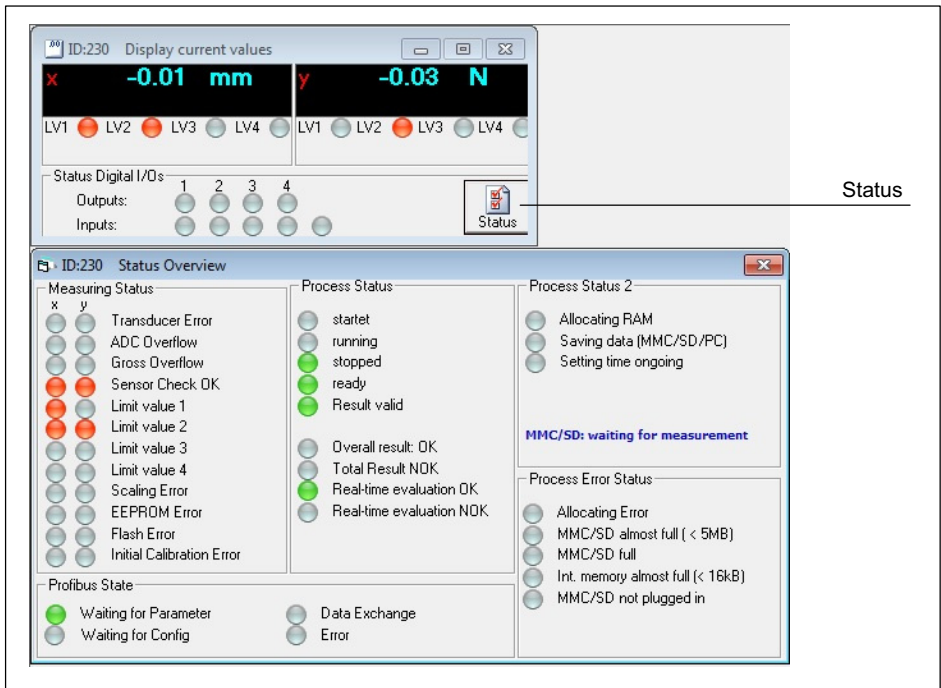 ID:230 Display current values
x -0.01 mm y -0.03 N
LV1 LV2 LV3 LV4 LV1 LV2 LV3 LV4
Status Digital I/Os
1 2 3 4
Outputs:
Inputs:
Status
Status
ID:230 Status Overview
Measuring Status
x y
Transducer Error
ADC Overflow
Gross Overflow
Sensor Check OK
Limit value 1
Limit value 2
Limit value 3
Limit value 4
Scaling Error
EEPROM Error
Flash Error
Initial Calibration Error
Process Status
startet
running
stopped
ready
Result valid
Overall result: OK
Total Result NOK
Real-time evaluation OK
Real-time evaluation NOK
Process Status 2
Allocating RAM
Saving data (MMC/SD/PC)
Setting time ongoing
MMC/SD: waiting for measurement
Process Error Status
Allocating Error
MMC/SD almost full ( < 5MB)
MMC/SD full
Int. memory almost full (< 16kB)
MMC/SD not plugged in
Profibus State
Waiting for Parameter
Waiting for Config
Data Exchange
Error